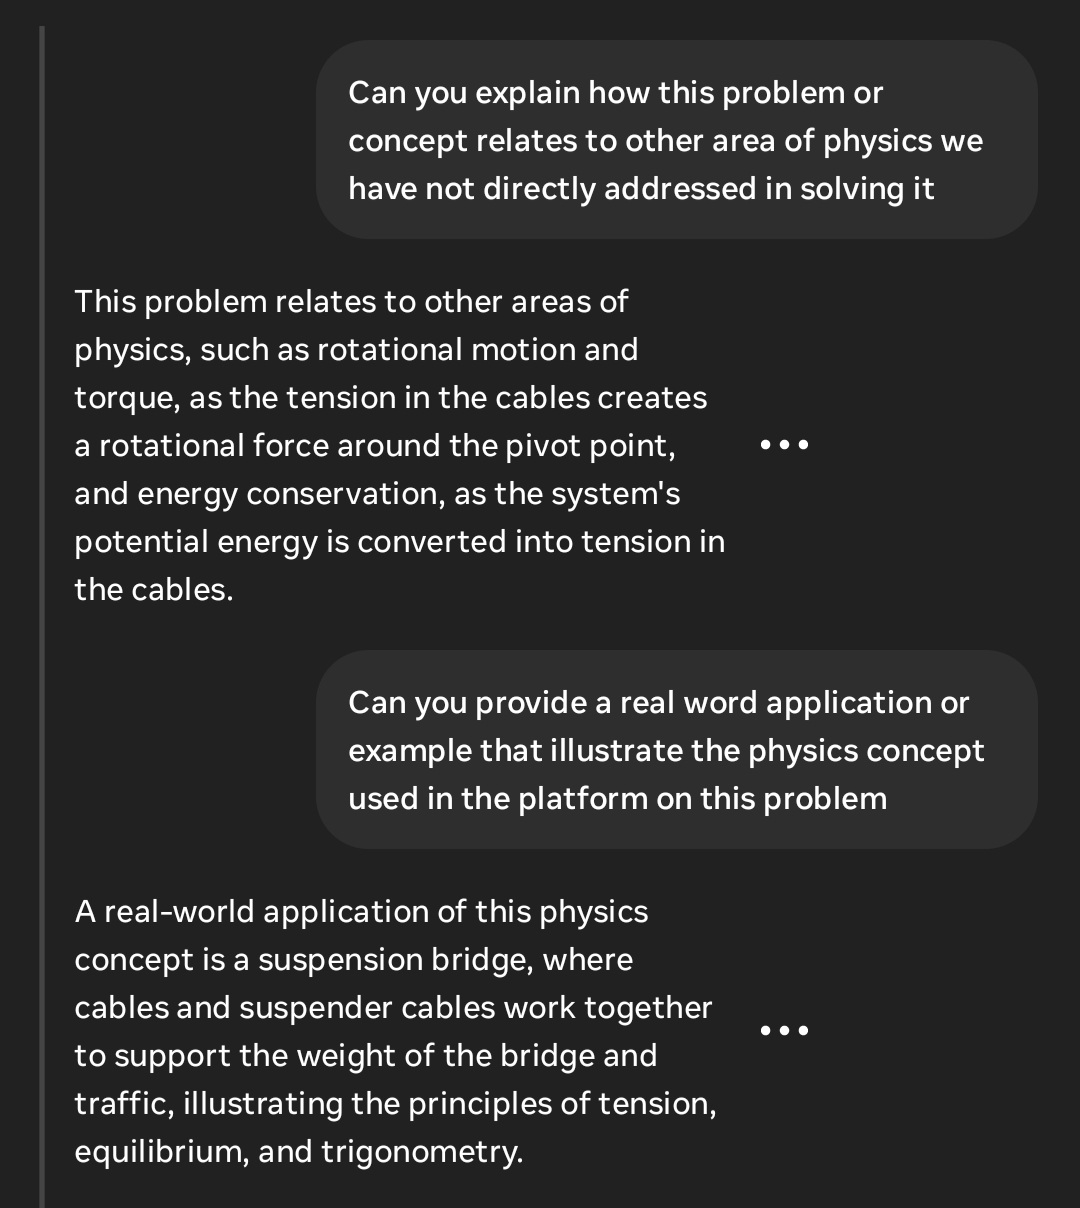 Can you explain how this problem or
concept relates to other area of physics we
have not directly addressed in solving it
This problem relates to other areas of
physics, such as rotational motion and
torque, as the tension in the cables creates
a rotational force around the pivot point,
and energy conservation, as the system's
potential energy is converted into tension in
the cables.
Can you provide a real word application or
example that illustrate the physics concept
used in the platform on this problem
A real-world application of this physics
concept is a suspension bridge, where
cables and suspender cables work together
to support the weight of the bridge and
traffic, illustrating the principles of tension,
equilibrium, and trigonometry.